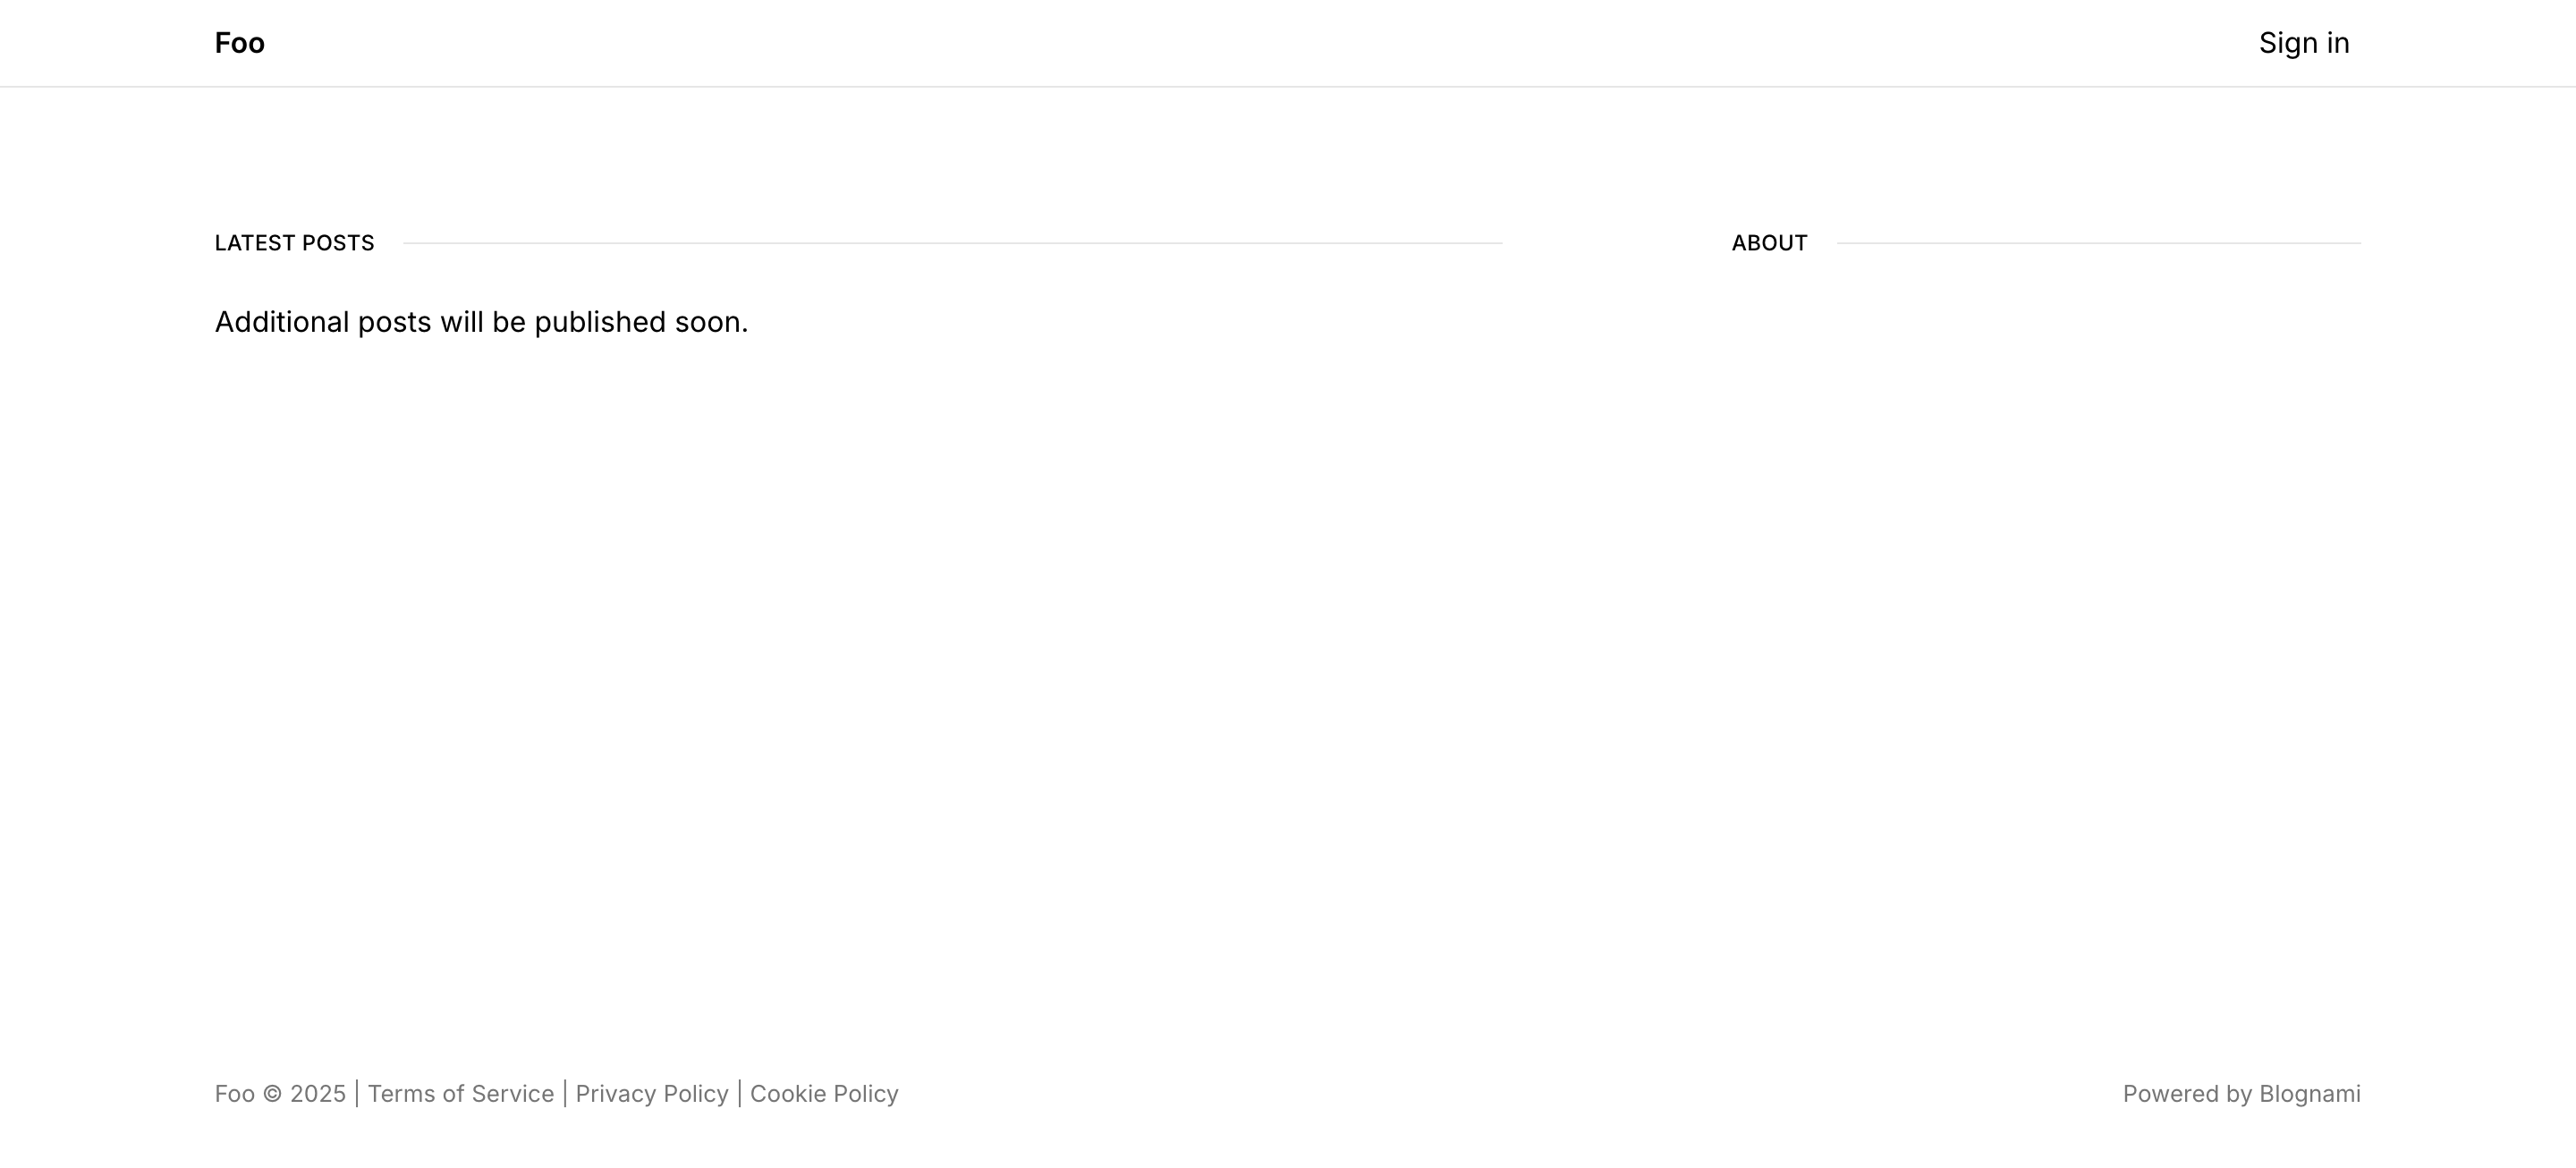 Foo
Sign in
LATEST POSTS
Additional posts will be published soon.
ABOUT
Foo © 2025 | Terms of Service | Privacy Policy | Cookie Policy
Powered by Blognami